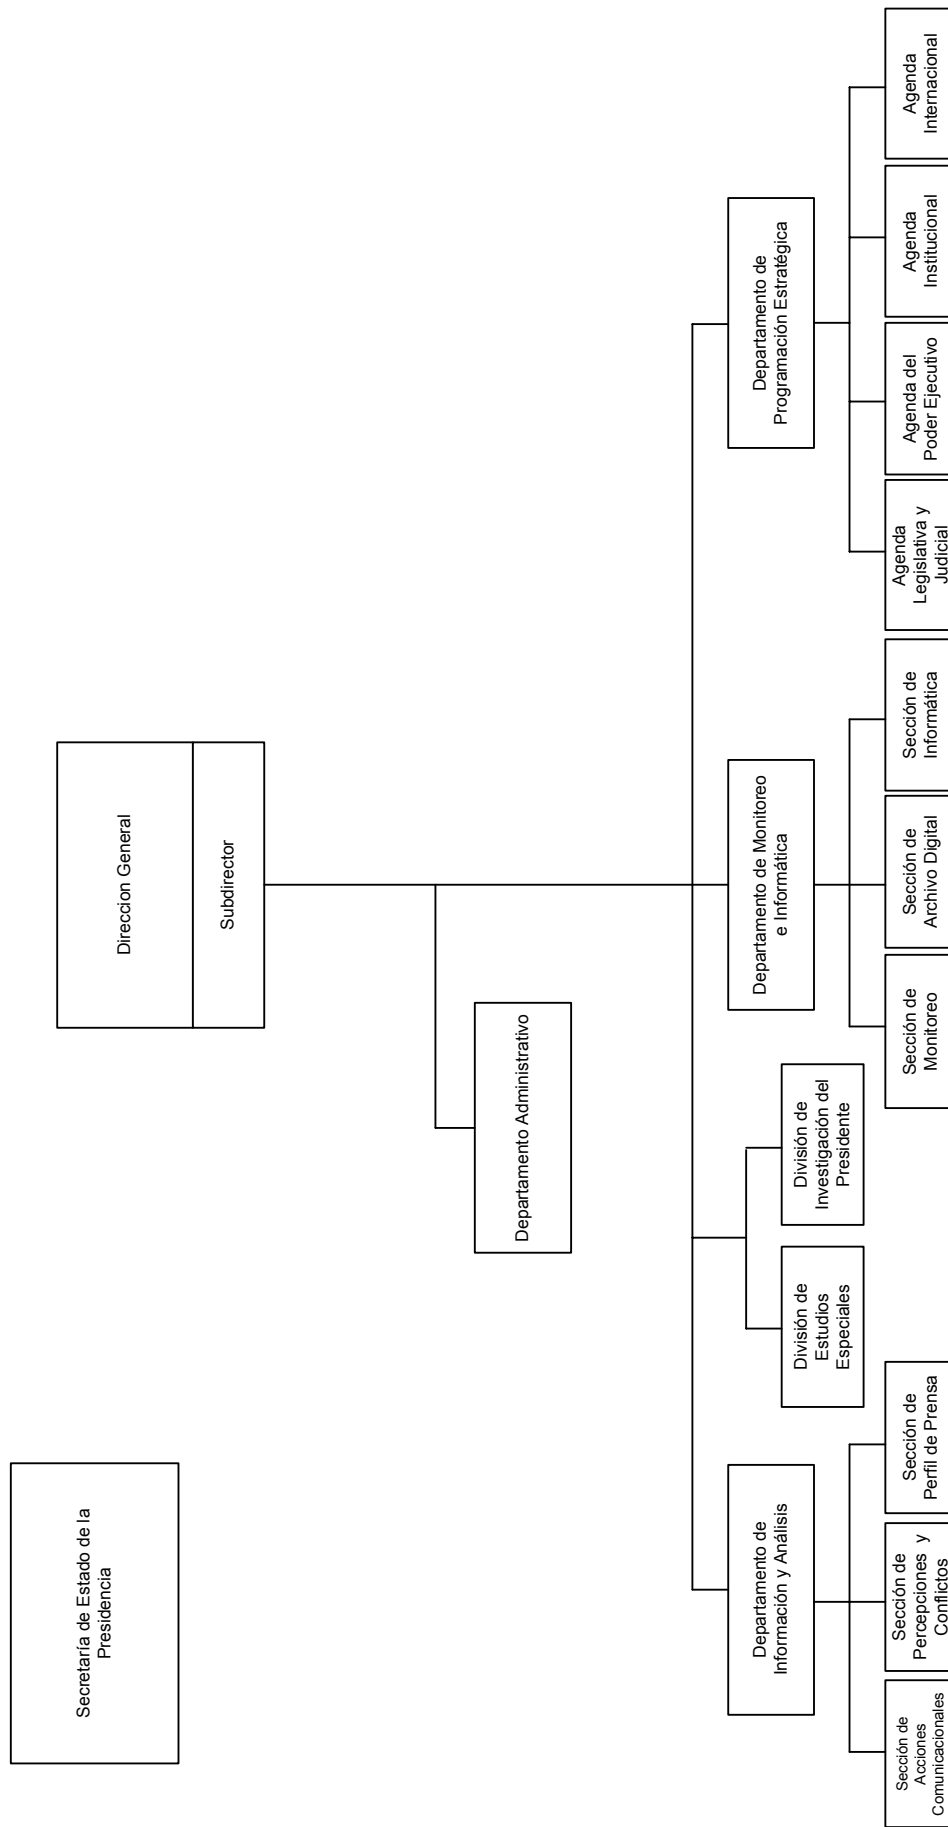 Secretaría de Estado de la
Presidencia
Direccion General
Subdirector
Departamento Administrativo
Departamento de
Información y Análisis
Departamento de Monitoreo
e Informática
Departamento de
Programación Estratégica
División de
Estudios
Especiales
División de
Investigación del
Presidente
Sección de
Acciones
Comunicacionales
Sección de
Percepciones y
Conflictos
Sección de
Perfil de Prensa
Sección de
Monitoreo
Sección de
Archivo Digital
Sección de
Informática
Agenda
Legislativa y
Judicial
Agenda del
Poder Ejecutivo
Agenda
Institucional
Agenda
Internacional